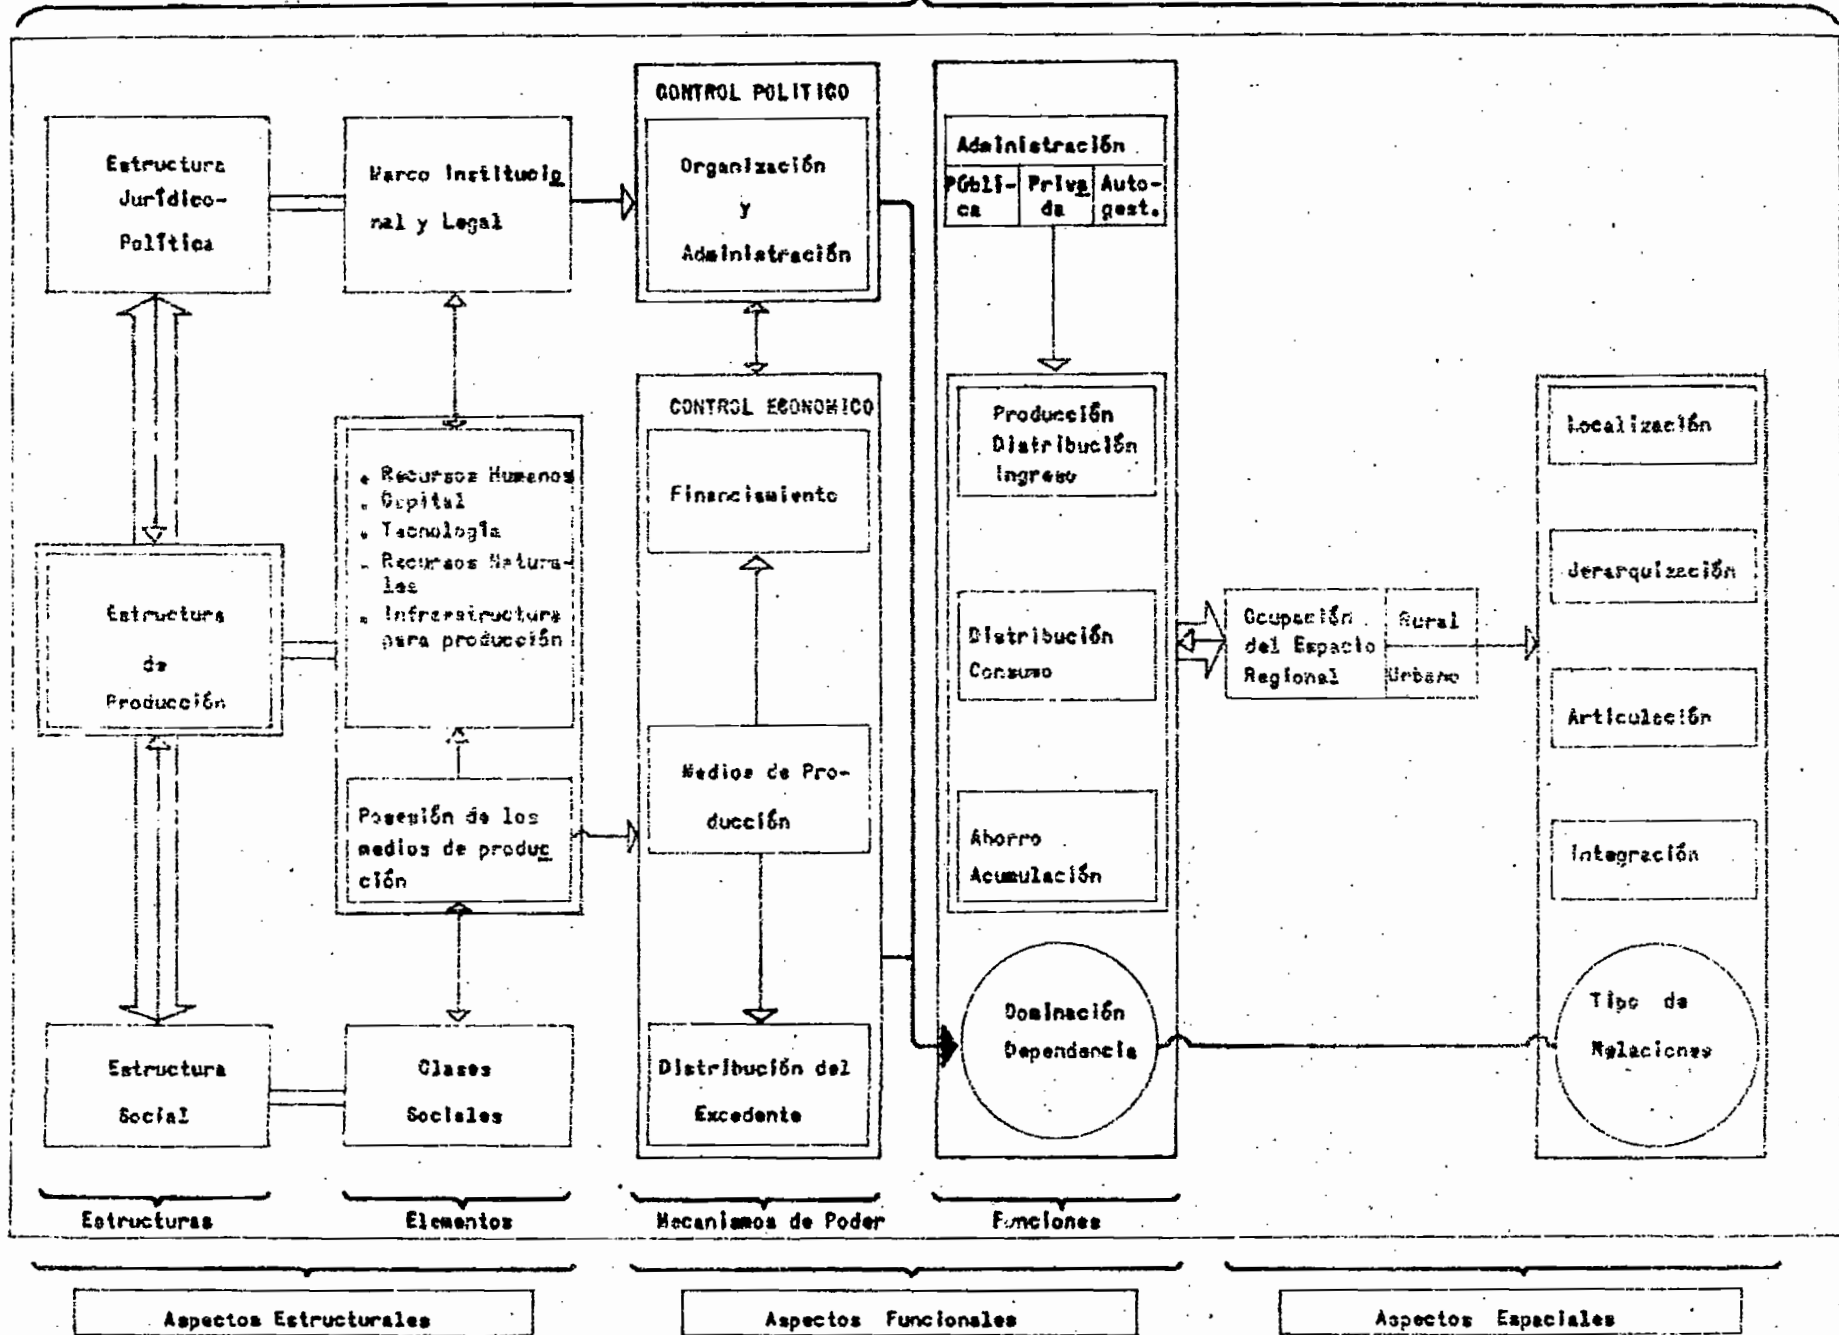 CONTROL POLITICO
Estructura
Jurídico-
Política
Marco Institucio
nal y Legal
Organización
y
Administración
Administración
Públi-
ca
Priva
da
Auto-
gest.
CONTROL ECONOMICO
Financiamiento
Producción
Distribución
Ingreso
Localización
Recursos Humanos
Capital
Tecnología
Recursos Natura-
les
Infraestructura
para producción
Estructura
de
Producción
Distribución
Consumo
Ocupación
del Espacio
Regional
Rural
Urbano
Jerarquización
Articulación
Medios de Pro-
ducción
Posesión de los
medios de produc
ción
Ahorro
Acumulación
Integración
Dominación
Dependencia
Tipo de
Relaciones
Estructura
Social
Clases
Sociales
Distribución del
Excedente
Estructuras
Elementos
Mecanismos de Poder
Funciones
Aspectos Estructurales
Aspectos Funcionales
Aspectos Espaciales